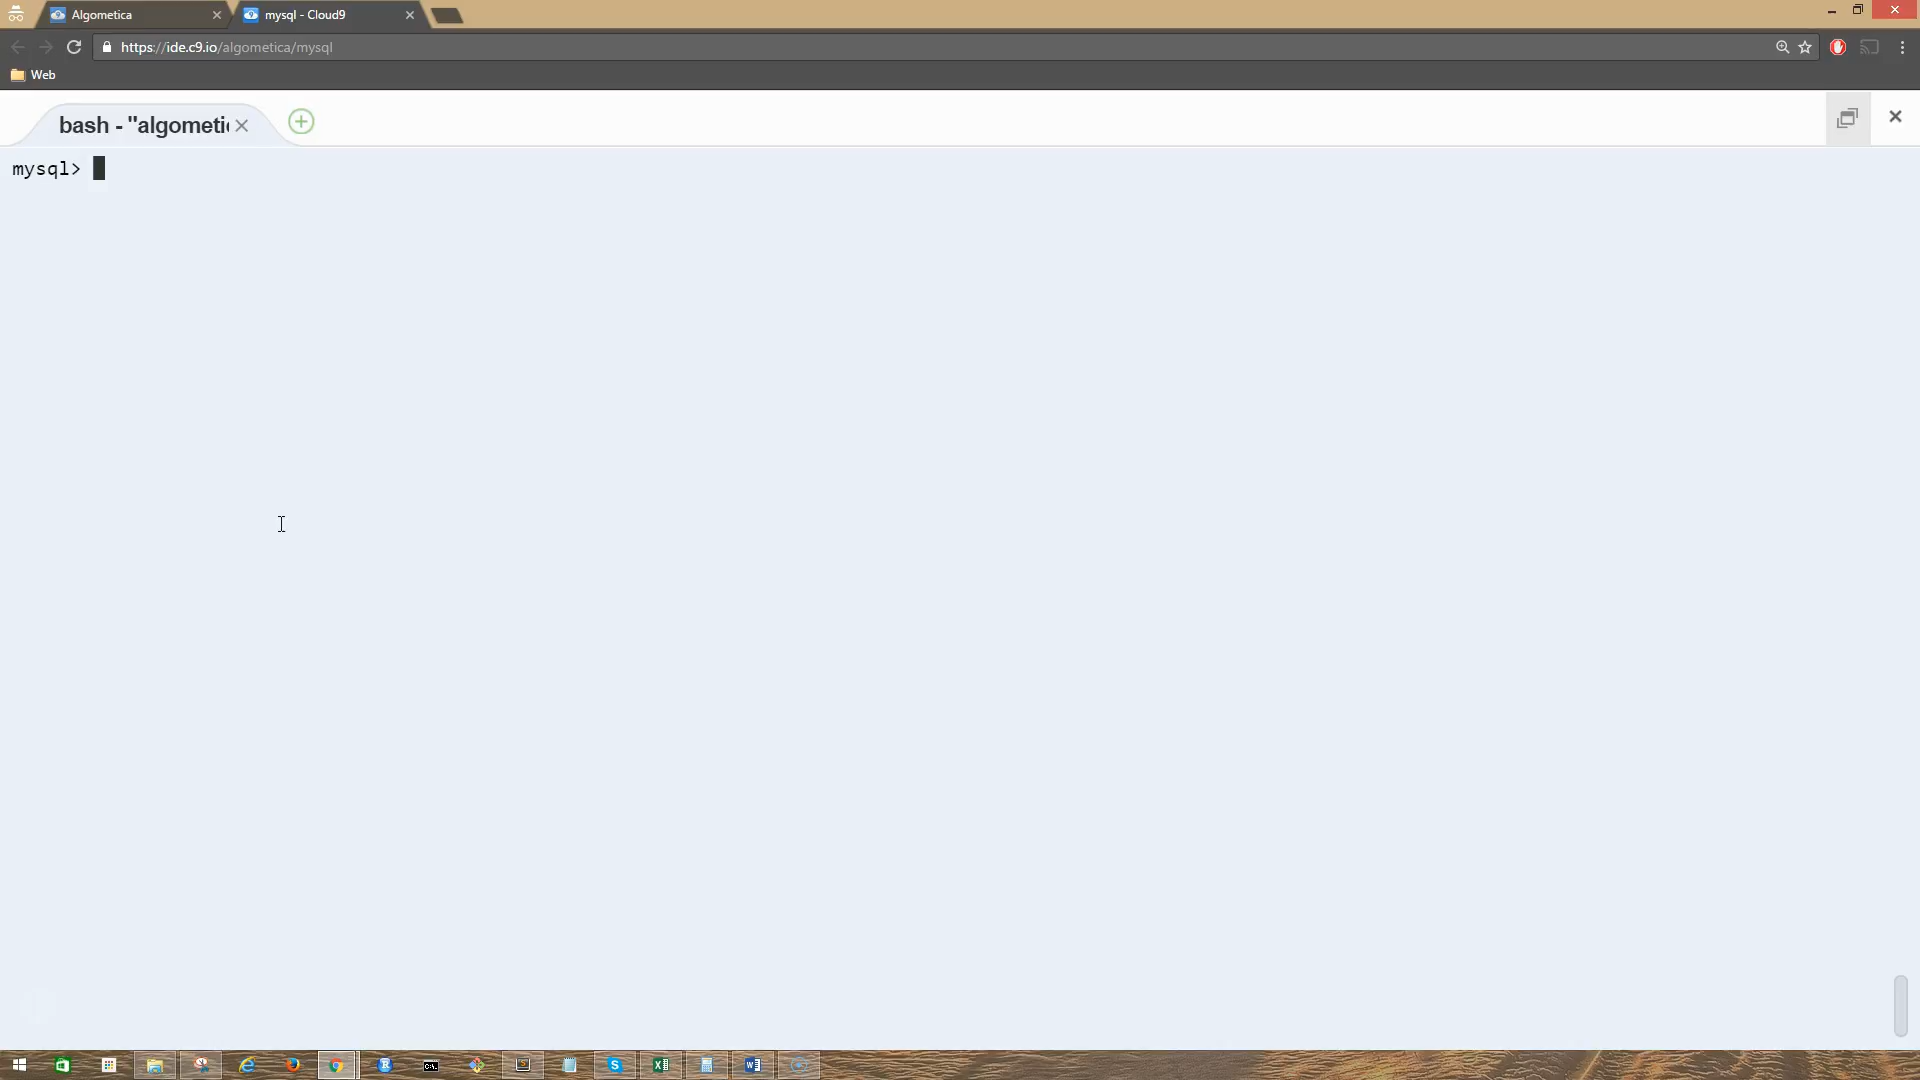 Algometica
mysql - Cloud9
https://ide.c9.io/algometica/mysql
Web
bash - "algometi
mysql>